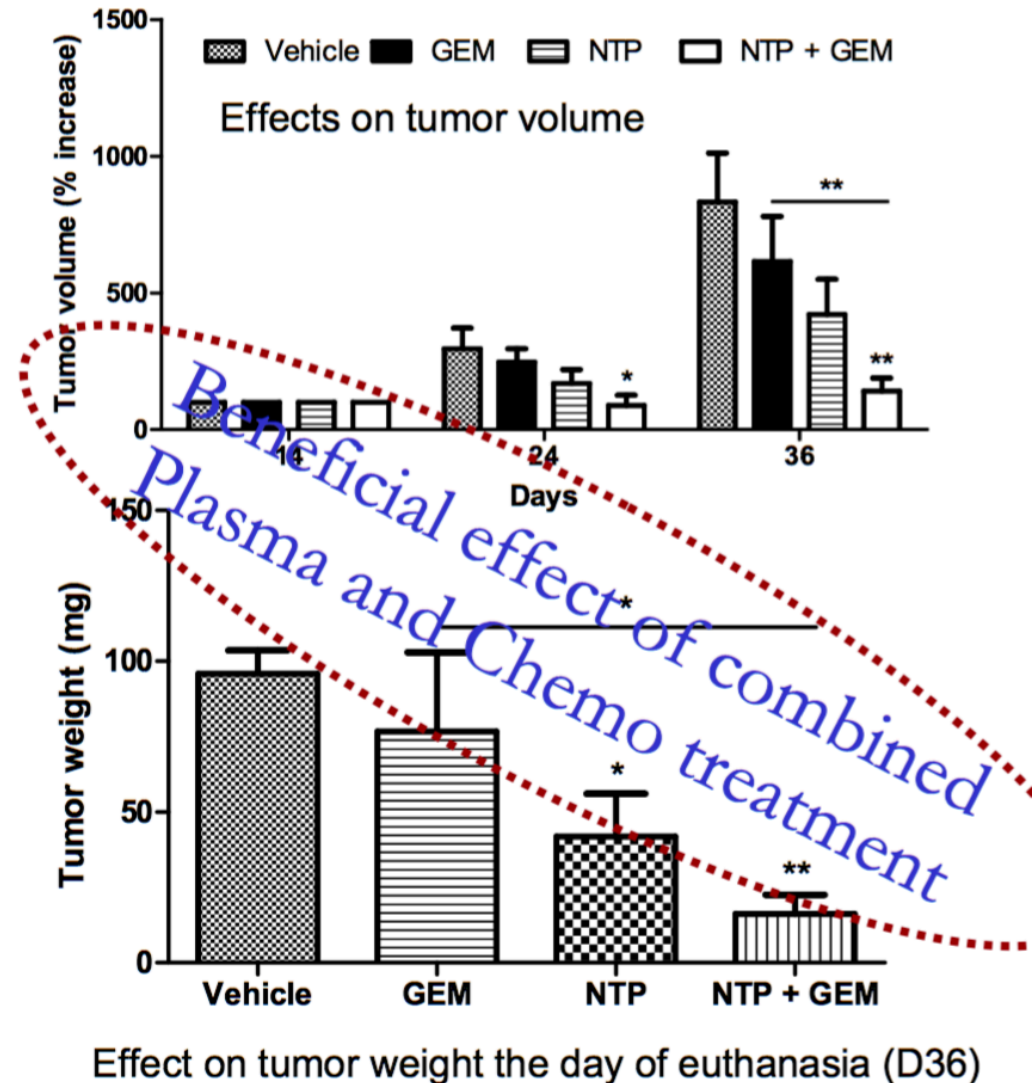 1500
Vehicle GEM NTP NTP + GEM
Effects on tumor volume
Tumor volume (% increase)
1000
**
500
*
**
0
14 24 36
Days
Beneficial effect of combined
Plasma and Chemo treatment
150
Tumor weight (mg)
*
100
*
50
**
0
Vehicle GEM NTP NTP + GEM
Effect on tumor weight the day of euthanasia (D36)